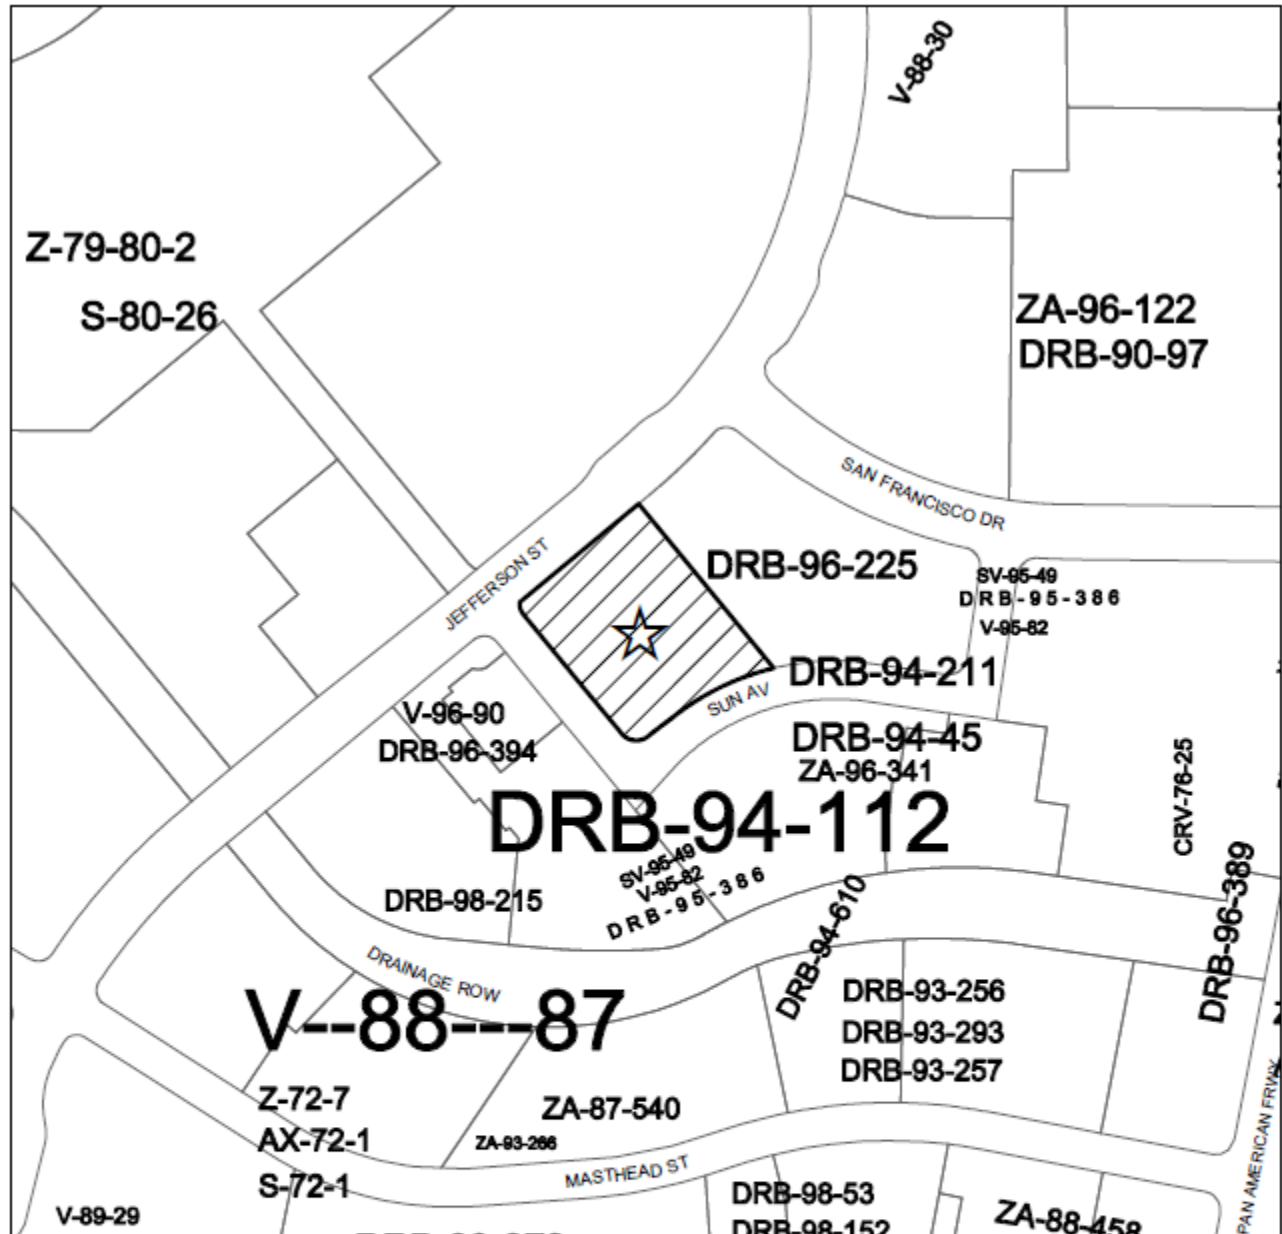 V-88-30
Z-79-80-2
S-80-26
ZA-96-122
DRB-90-97
SAN FRANCISCO DR
JEFFERSON ST
DRB-96-225
SV-95-49
DRB-95-386
V-95-82
DRB-94-211
SUN AV
V-96-90
DRB-96-394
DRB-94-45
ZA-96-341
CRV-76-25
DRB-94-112
SV-95-49
V-95-82
DRB-95-386
DRB-98-215
DRB-94-610
DRB-96-389
DRAINAGE ROW
V--88---87
DRB-93-256
DRB-93-293
DRB-93-257
Z-72-7
AX-72-1
S-72-1
ZA-87-540
ZA-93-266
MASTHEAD ST
PAN AMERICAN FRWY
V-89-29
DRB-98-53
DRB-98-152
ZA-88-458